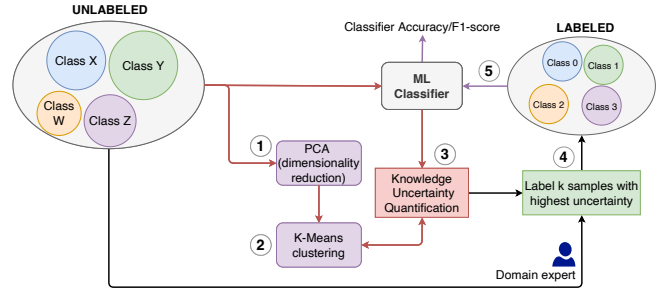 UNLABELED
LABELED
Classifier Accuracy/F1-score
Class X
Class Y
Class
W
Class Z
ML
Classifier
5
Class 0
Class 1
Class 2
Class 3
1
PCA
(dimensionality
reduction)
3
4
Knowledge
Uncertainty
Quantification
Label k samples with
highest uncertainty
2
K-Means
clustering
Domain expert